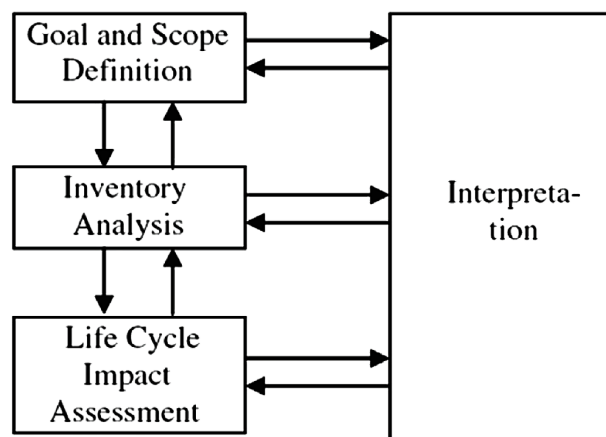 Goal and Scope
Definition
Inventory
Analysis
Interpreta-
tion
Life Cycle
Impact
Assessment